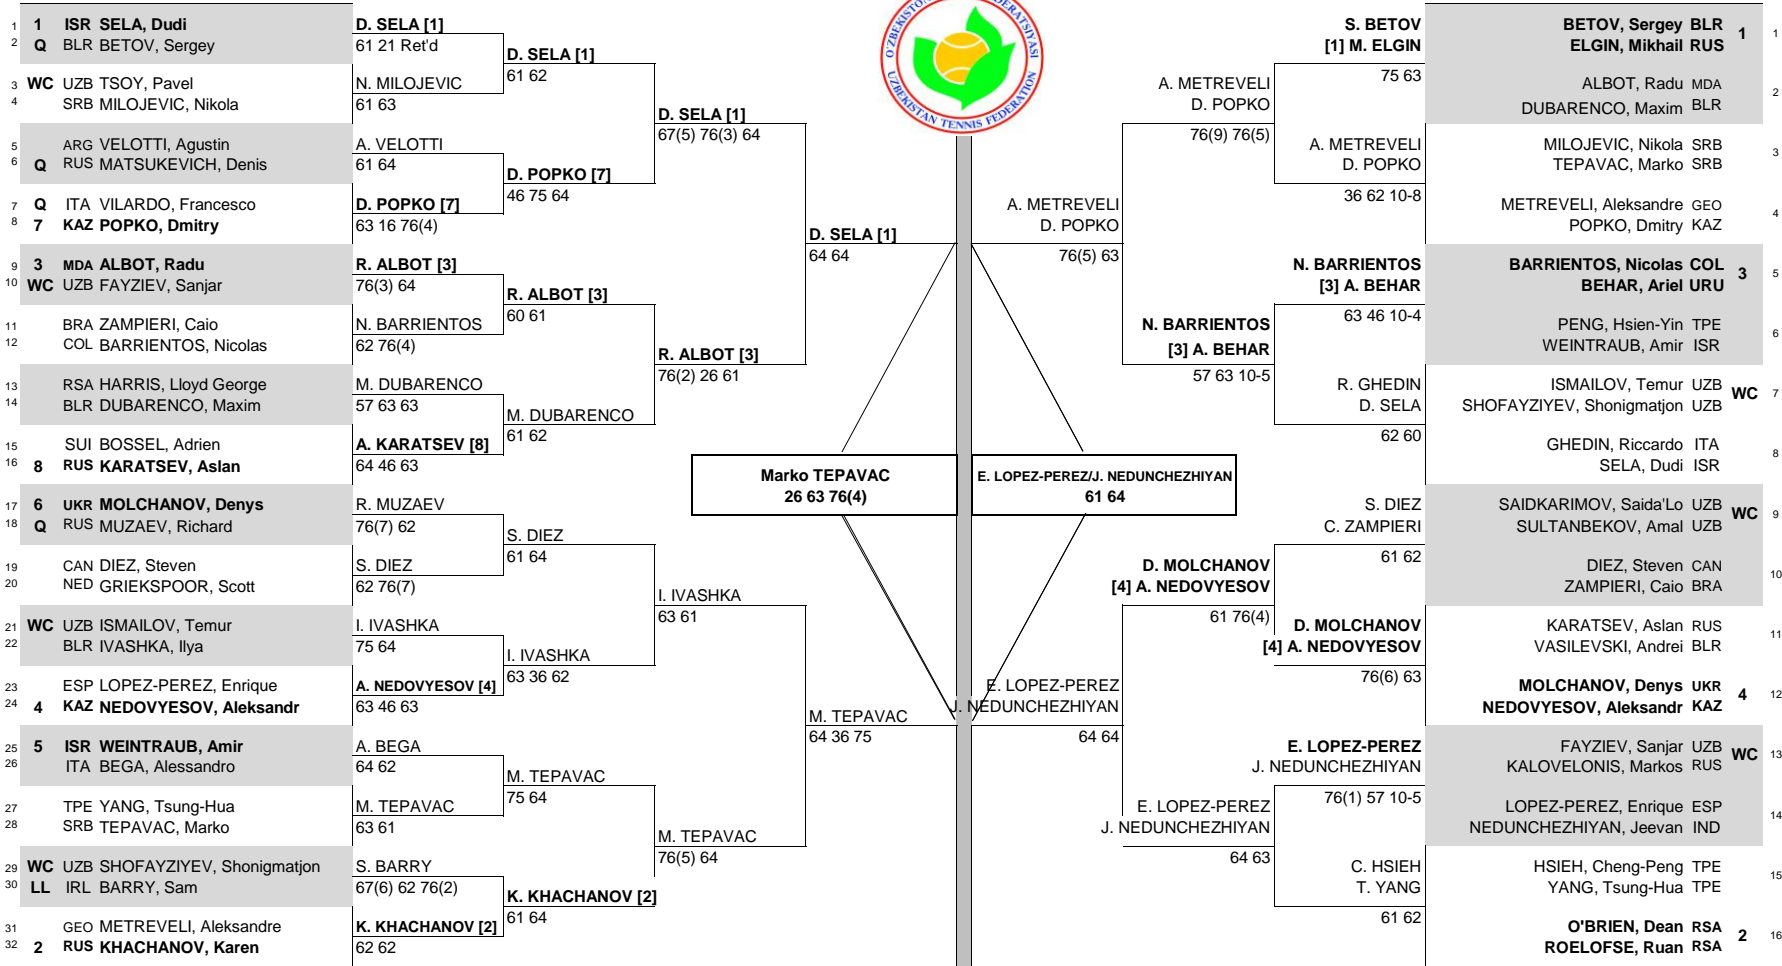 1 1 ISR SELA, Dudi
2 Q BLR BETOV, Sergey
3 WC UZB TSOY, Pavel
4 SRB MILOJEVIC, Nikola
5 ARG VELOTTI, Agustin
6 Q RUS MATSUKEVICH, Denis
7 Q ITA VILARDO, Francesco
8 7 KAZ POPKO, Dmitry
9 3 MDA ALBOT, Radu
10 WC UZB FAYZIEV, Sanjar
11 BRA ZAMPIERI, Caio
12 COL BARRIENTOS, Nicolas
13 RSA HARRIS, Lloyd George
14 BLR DUBARENCO, Maxim
15 SUI BOSSEL, Adrien
16 8 RUS KARATSEV, Aslan
17 6 UKR MOLCHANOV, Denys
18 Q RUS MUZAEV, Richard
19 CAN DIEZ, Steven
20 NED GRIEKSPOOR, Scott
21 WC UZB ISMAILOV, Temur
22 BLR IVASHKA, Ilya
23 ESP LOPEZ-PEREZ, Enrique
24 4 KAZ NEDOVYESOV, Aleksandr
25 5 ISR WEINTRAUB, Amir
26 ITA BEGA, Alessandro
27 TPE YANG, Tsung-Hua
28 SRB TEPAVAC, Marko
29 WC UZB SHOFAYZIYEV, Shonigmatjon
30 LL IRL BARRY, Sam
31 GEO METREVELI, Aleksandre
32 2 RUS KHACHANOV, Karen
D. SELA [1]
61 21 Ret'd
N. MILOJEVIC
61 63
A. VELOTTI
61 64
D. POPKO [7]
63 16 76(4)
R. ALBOT [3]
76(3) 64
N. BARRIENTOS
62 76(4)
M. DUBARENCO
57 63 63
A. KARATSEV [8]
64 46 63
R. MUZAEV
76(7) 62
S. DIEZ
62 76(7)
I. IVASHKA
75 64
A. NEDOVYESOV [4]
63 46 63
A. BEGA
64 62
M. TEPAVAC
63 61
S. BARRY
67(6) 62 76(2)
K. KHACHANOV [2]
62 62
D. SELA [1]
61 62
D. POPKO [7]
46 75 64
R. ALBOT [3]
60 61
M. DUBARENCO
61 62
S. DIEZ
61 64
I. IVASHKA
63 36 62
M. TEPAVAC
75 64
K. KHACHANOV [2]
61 64
D. SELA [1]
67(5) 76(3) 64
R. ALBOT [3]
76(2) 26 61
I. IVASHKA
63 61
M. TEPAVAC
76(5) 64
D. SELA [1]
64 64
M. TEPAVAC
64 36 75
Marko TEPAVAC
26 63 76(4)
UZBEKISTAN TENNIS FEDERATION
E. LOPEZ-PEREZ/J. NEDUNCHEZHIYAN
61 64
A. METREVELI
D. POPKO
76(5) 63
E. LOPEZ-PEREZ
J. NEDUNCHEZHIYAN
64 64
A. METREVELI
D. POPKO
76(9) 76(5)
N. BARRIENTOS
[3] A. BEHAR
57 63 10-5
D. MOLCHANOV
[4] A. NEDOVYESOV
61 76(4)
E. LOPEZ-PEREZ
J. NEDUNCHEZHIYAN
64 63
S. BETOV
[1] M. ELGIN
75 63
A. METREVELI
D. POPKO
36 62 10-8
N. BARRIENTOS
[3] A. BEHAR
63 46 10-4
R. GHEDIN
D. SELA
62 60
S. DIEZ
C. ZAMPIERI
61 62
D. MOLCHANOV
[4] A. NEDOVYESOV
76(6) 63
E. LOPEZ-PEREZ
J. NEDUNCHEZHIYAN
76(1) 57 10-5
C. HSIEH
T. YANG
61 62
BETOV, Sergey BLR
ELGIN, Mikhail RUS 1 1
ALBOT, Radu MDA
DUBARENCO, Maxim BLR 2
MILOJEVIC, Nikola SRB
TEPAVAC, Marko SRB 3
METREVELI, Aleksandre GEO
POPKO, Dmitry KAZ 4
BARRIENTOS, Nicolas COL
BEHAR, Ariel URU 3 5
PENG, Hsien-Yin TPE
WEINTRAUB, Amir ISR 6
ISMAILOV, Temur UZB
SHOFAYZIYEV, Shonigmatjon UZB WC 7
GHEDIN, Riccardo ITA
SELA, Dudi ISR 8
SAIDKARIMOV, Saida'Lo UZB
SULTANBEKOV, Amal UZB WC 9
DIEZ, Steven CAN
ZAMPIERI, Caio BRA 10
KARATSEV, Aslan RUS
VASILEVSKI, Andrei BLR 11
MOLCHANOV, Denys UKR
NEDOVYESOV, Aleksandr KAZ 4 12
FAYZIEV, Sanjar UZB
KALOVELONIS, Markos RUS WC 13
LOPEZ-PEREZ, Enrique ESP
NEDUNCHEZHIYAN, Jeevan IND 14
HSIEH, Cheng-Peng TPE
YANG, Tsung-Hua TPE 15
O'BRIEN, Dean RSA
ROELOFSE, Ruan RSA 2 16